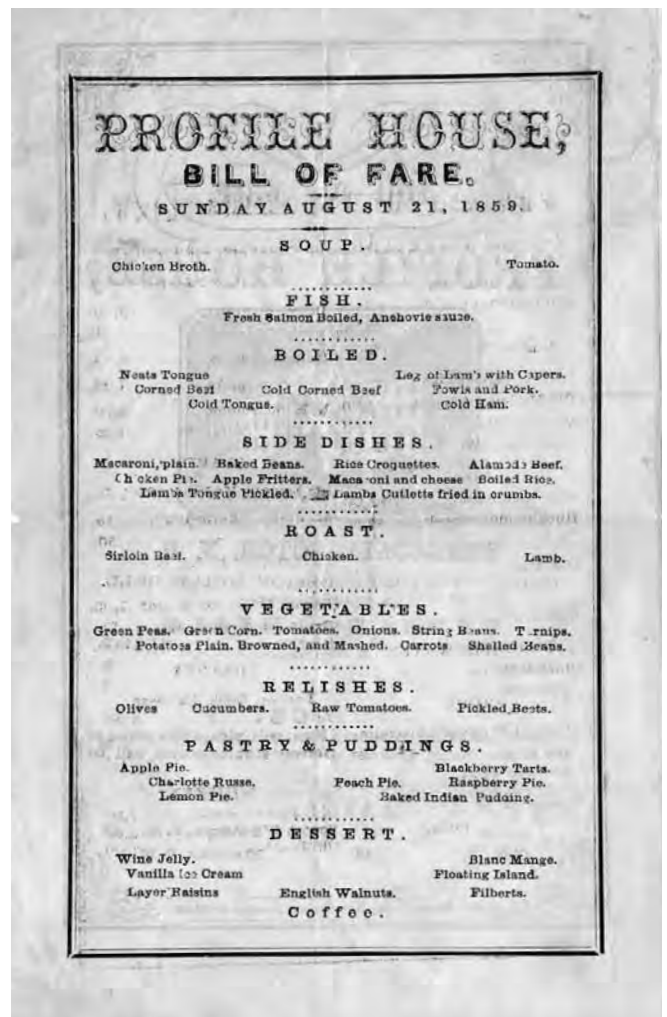 PROFILE HOUSE,
BILL OF FARE.
SUNDAY AUGUST 21, 1859.
SOUP.
Chicken Broth. Tomato.
FISH.
Fresh Salmon Boiled, Anchovie sauce.
BOILED.
Neats Tongue Leg of Lamb with Capers.
Corned Beef Cold Corned Beef Fowls and Pork.
Cold Tongue. Cold Ham.
SIDE DISHES.
Macaroni, plain. Baked Beans. Rice Croquettes. Alamode Beef.
Chicken Pie. Apple Fritters. Macaroni and cheese Boiled Rice.
Lambs Tongue Pickled. Lambs Cutletts fried in crumbs.
ROAST.
Sirloin Beef. Chicken. Lamb.
VEGETABLES.
Green Peas. Green Corn. Tomatoes. Onions. String Beans. Turnips.
Potatoes Plain. Browned, and Mashed. Carrots Shelled Beans.
RELISHES.
Olives Cucumbers. Raw Tomatoes. Pickled Beets.
PASTRY & PUDDINGS.
Apple Pie. Blackberry Tarts.
Charlotte Russe. Peach Pie. Raspberry Pie.
Lemon Pie. Baked Indian Pudding.
DESSERT.
Wine Jelly. Blanc Mange.
Vanilla Ice Cream Floating Island.
Layer Raisins English Walnuts. Filberts.
Coffee.